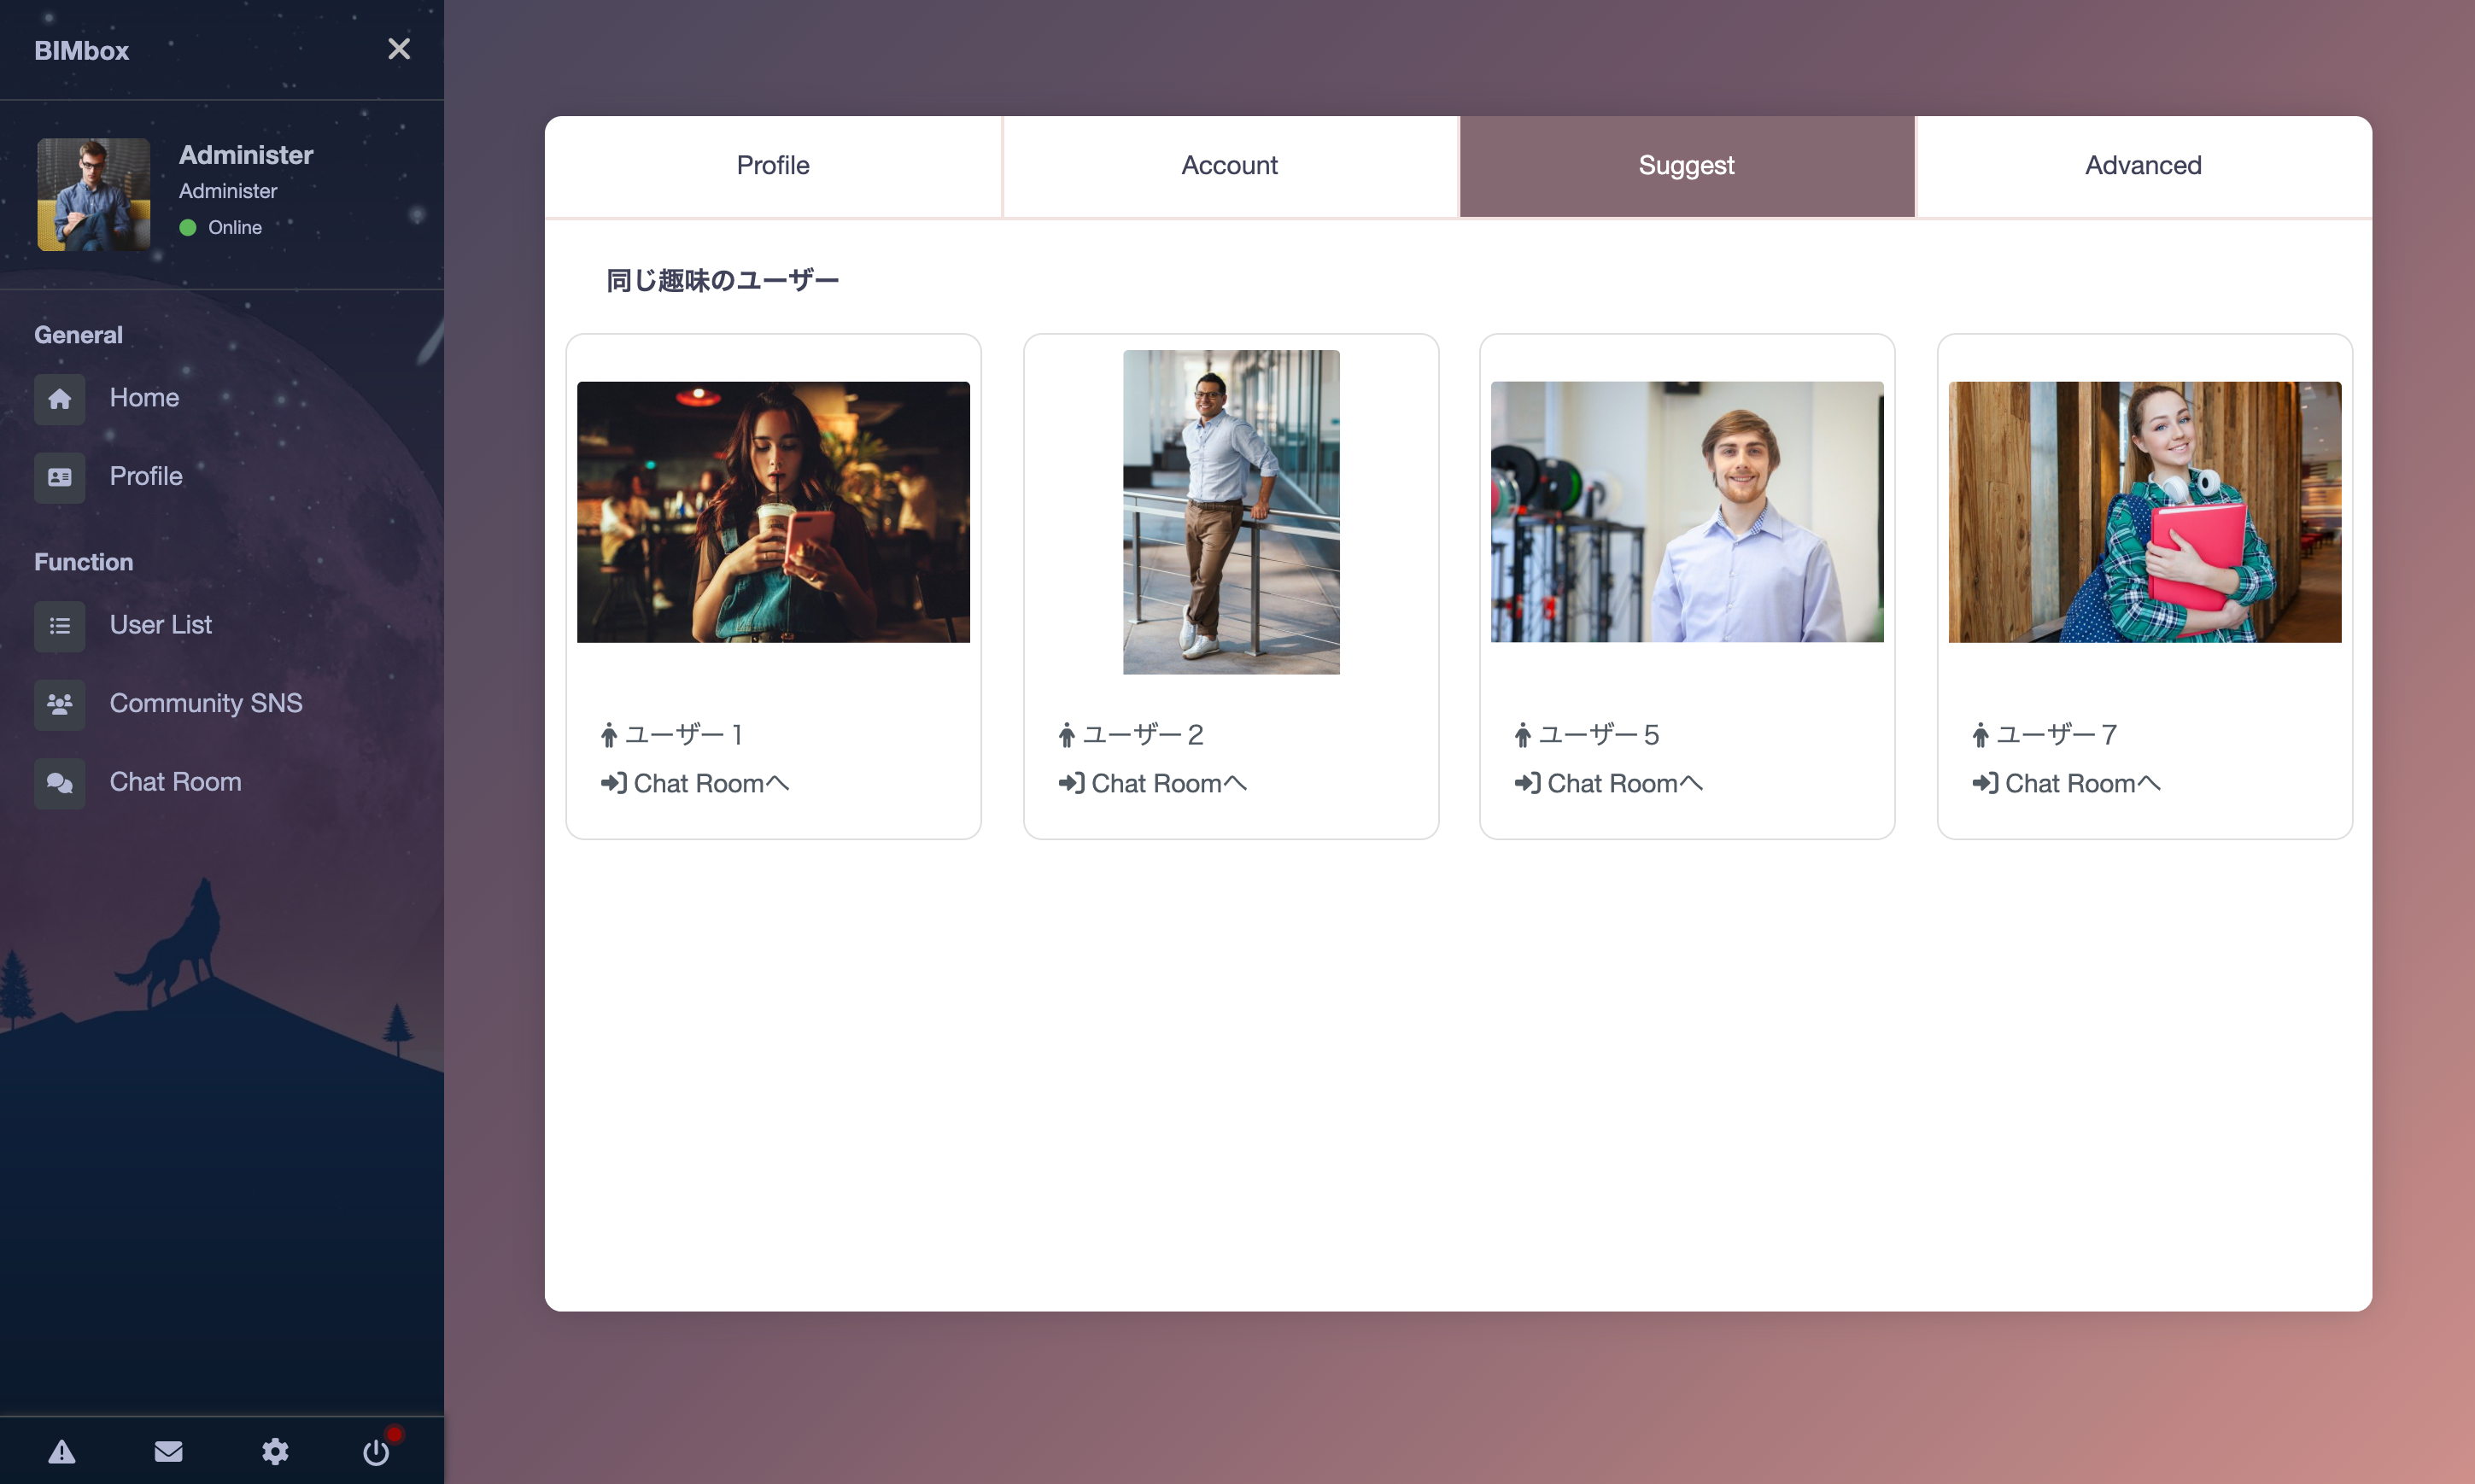 BIMbox
Administer
Administer
Online
General
Home
Profile
Function
User List
Community SNS
Chat Room
Profile
Account
Suggest
Advanced
同じ趣味のユーザー
ユーザー 1
Chat Roomへ
ユーザー 2
Chat Roomへ
ユーザー 5
Chat Roomへ
ユーザー 7
Chat Roomへ